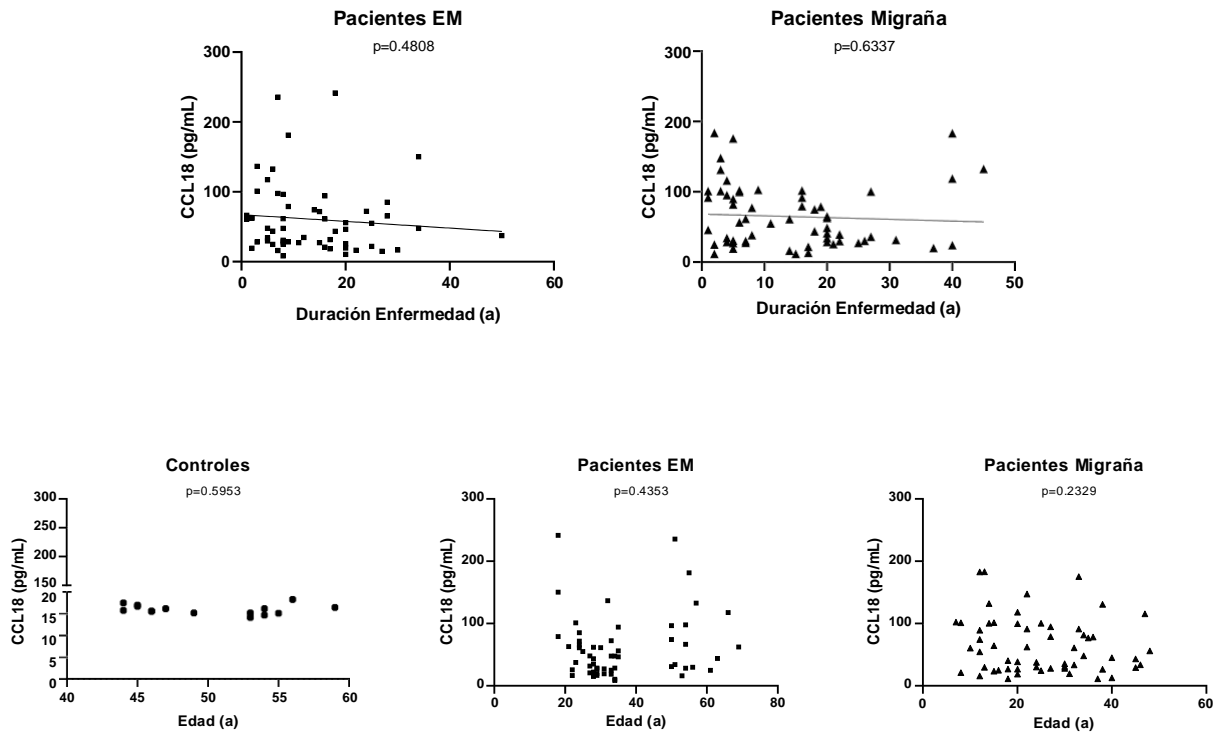 Pacientes EM
p=0.4808
300
200
100
0
CCL18 (pg/mL)
0 20 40 60
Duración Enfermedad (a)
Pacientes Migraña
p=0.6337
300
200
100
0
CCL18 (pg/mL)
0 10 20 30 40 50
Duración Enfermedad (a)
Controles
p=0.5953
300
250
200
150
20
15
10
5
0
CCL18 (pg/mL)
40 45 50 55 60
Edad (a)
Pacientes EM
p=0.4353
300
200
100
0
CCL18 (pg/mL)
0 20 40 60 80
Edad (a)
Pacientes Migraña
p=0.2329
300
200
100
0
CCL18 (pg/mL)
0 20 40 60
Edad (a)